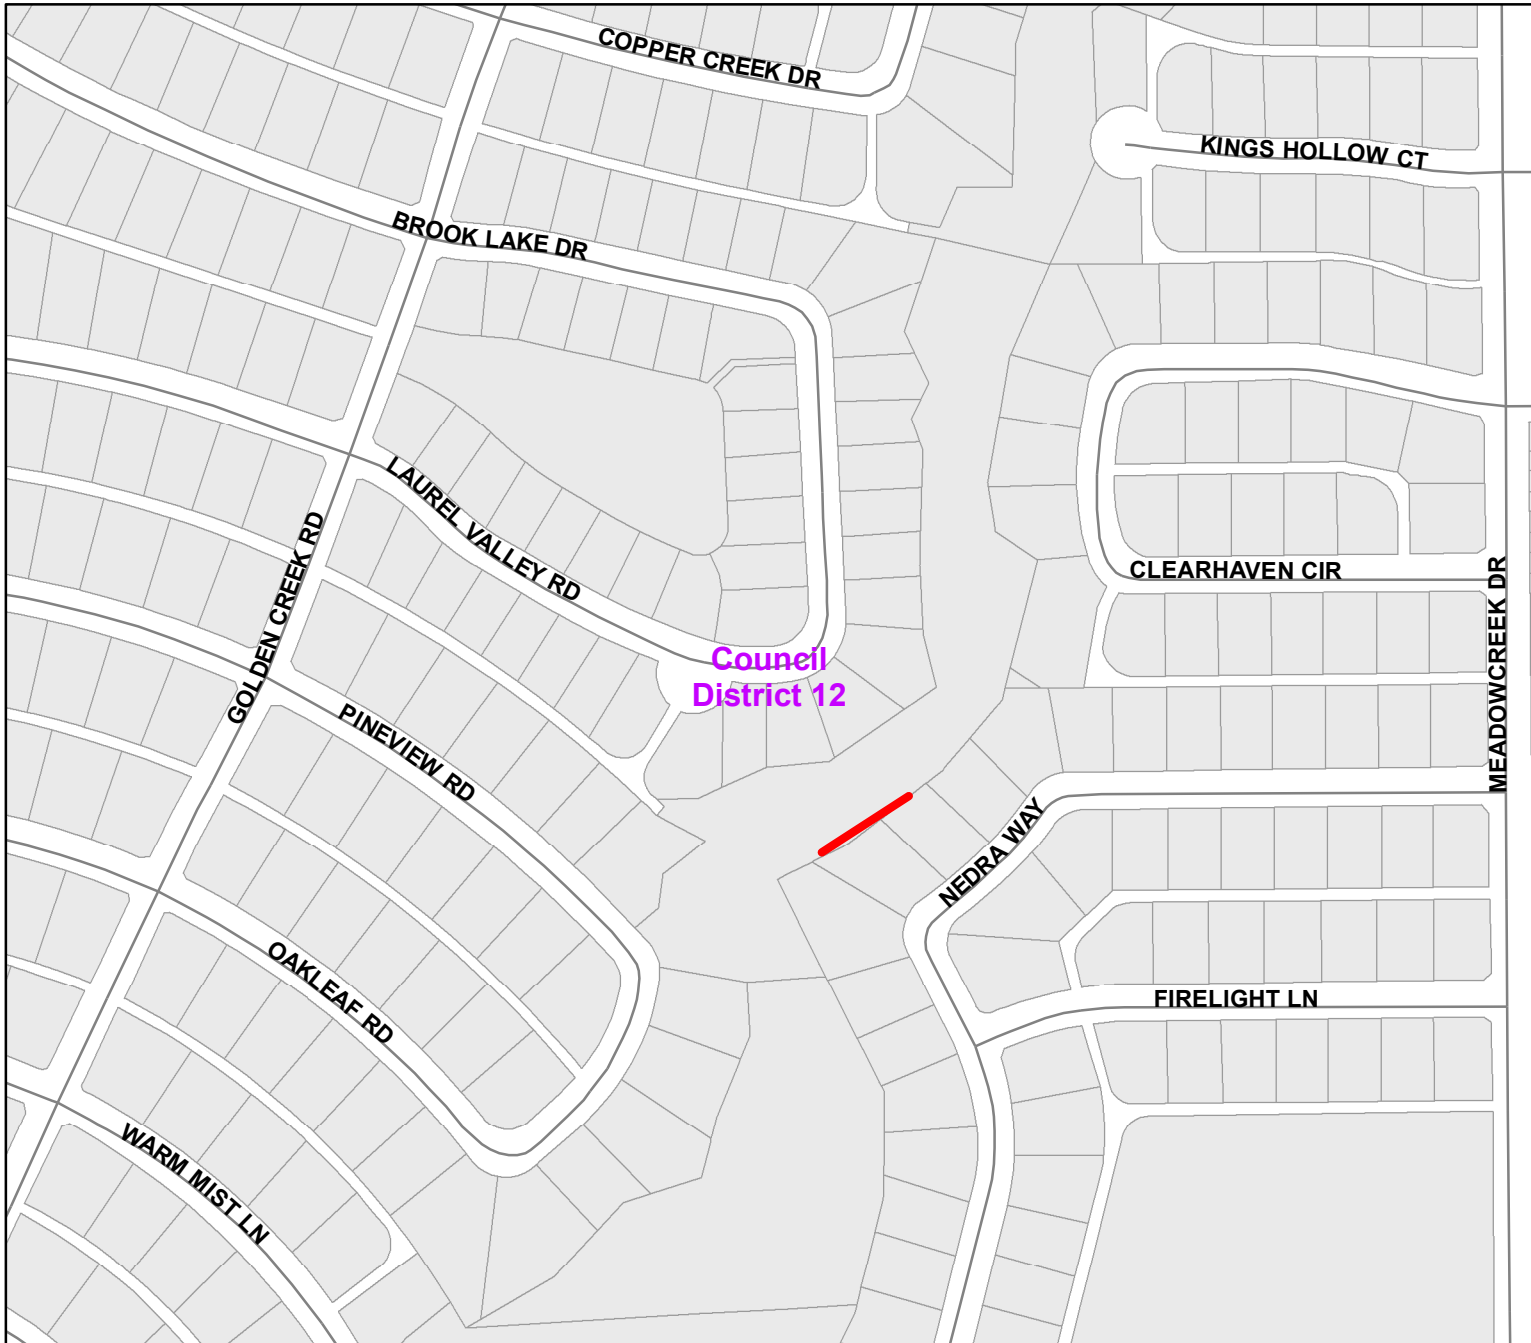 COPPER CREEK DR
KINGS HOLLOW CT
BROOK LAKE DR
LAUREL VALLEY RD
GOLDEN CREEK RD
CLEARHAVEN CIR
MEADOWCREEK DR
Council
District 12
PINEVIEW RD
NEDRA WAY
OAKLEAF RD
FIRELIGHT LN
WARM MIST LN